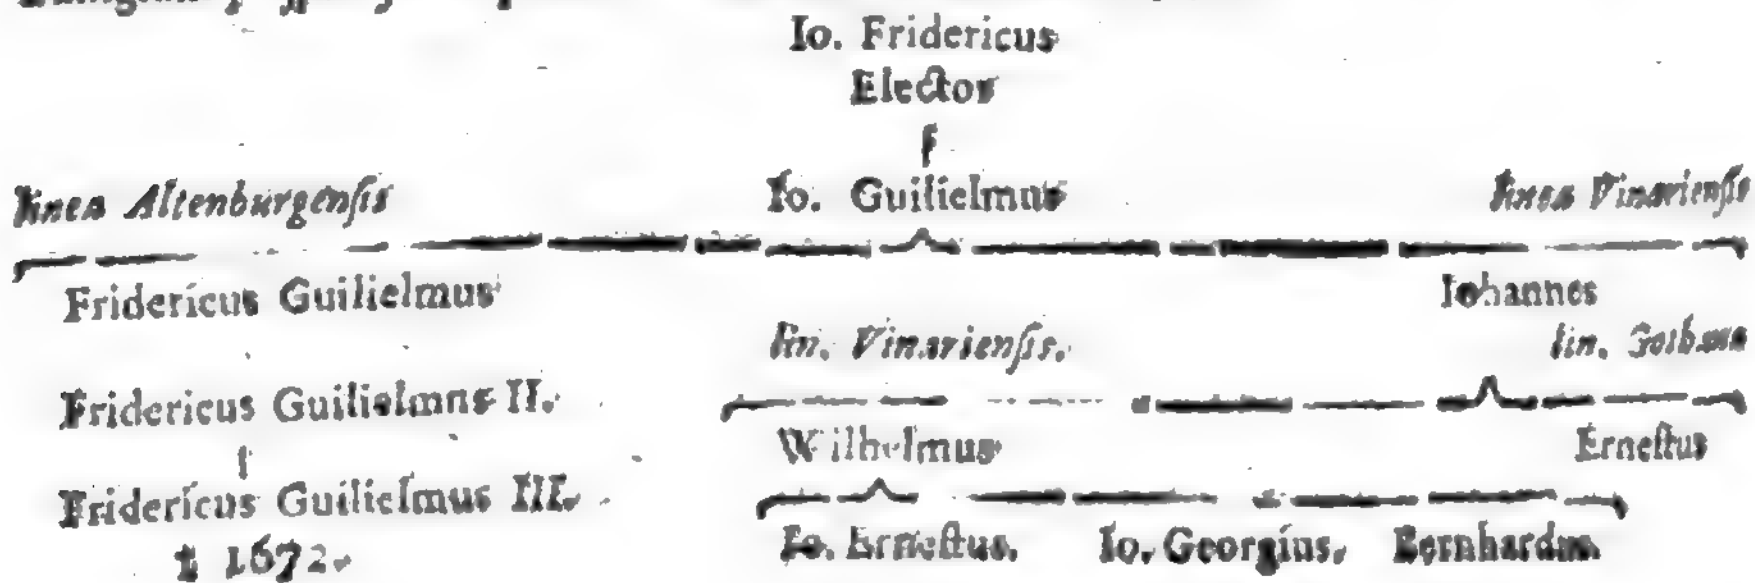 Io. Fridericus
Elector
linea Altenburgensis Io. Guilielmus linea Vinariensis
Fridericus Guilielmus Iohannes
lin. Vinariensis. lin. Gothana
Fridericus Guilielmus II.
Wilhelmus Ernestus
Fridericus Guilielmus III.
Io. Ernestus. Io. Georgius. Bernhardus.
‡ 1672.